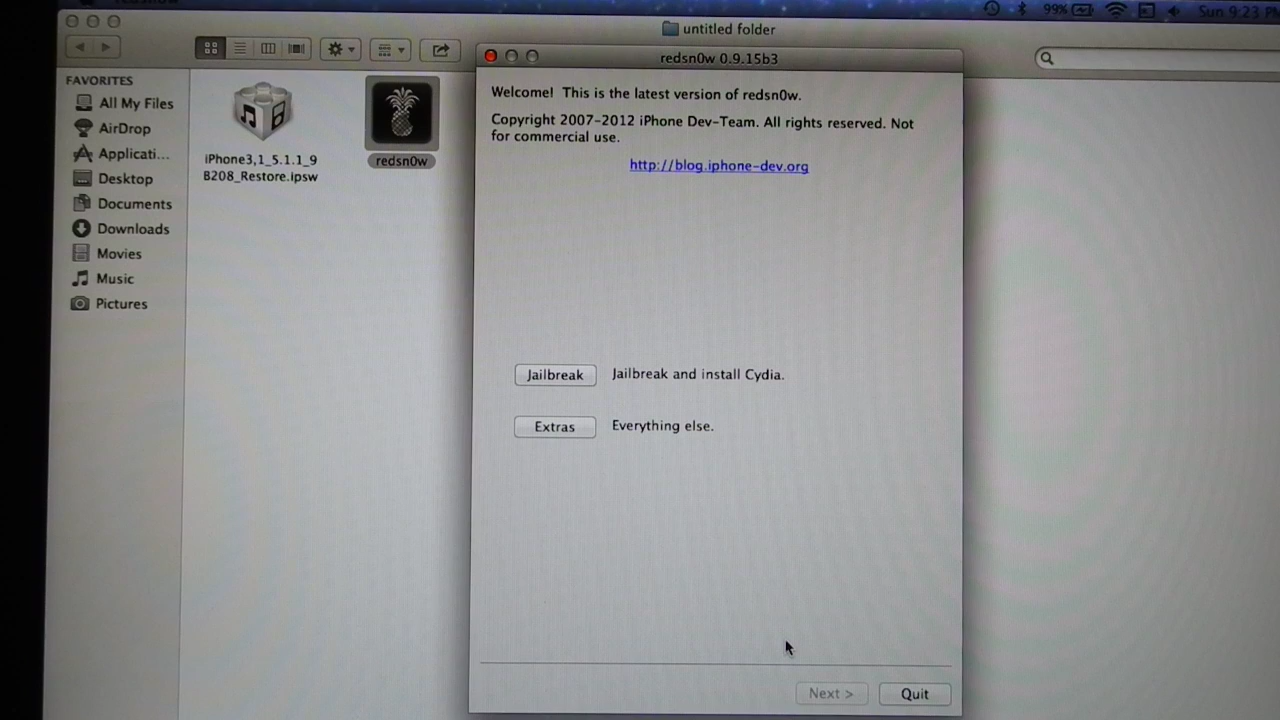 99%
Sun 9:23
untitled folder
redsn0w 0.9.15b3
FAVORITES
All My Files
AirDrop
Applicati...
Desktop
Documents
Downloads
Movies
Music
Pictures
iPhone3,1_5.1.1_9
B208_Restore.ipsw
redsn0w
Welcome! This is the latest version of redsn0w.
Copyright 2007-2012 iPhone Dev-Team. All rights reserved. Not
for commercial use.
http://blog.iphone-dev.org
Jailbreak
Jailbreak and install Cydia.
Extras
Everything else.
Next >
Quit